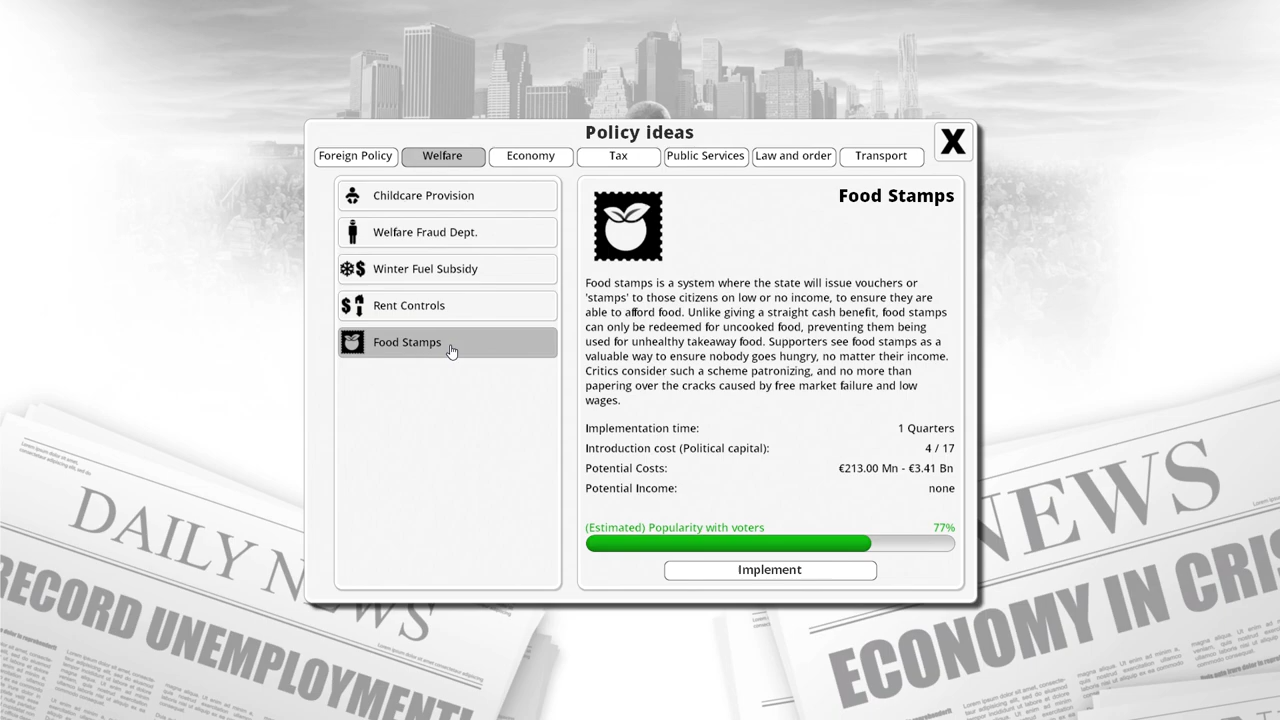 Policy ideas
X
Foreign Policy
Welfare
Economy
Tax
Public Services
Law and order
Transport
Childcare Provision
Welfare Fraud Dept.
Winter Fuel Subsidy
Rent Controls
Food Stamps
Food Stamps
Food stamps is a system where the state will issue vouchers or
'stamps' to those citizens on low or no income, to ensure they are
able to afford food. Unlike giving a straight cash benefit, food stamps
can only be redeemed for uncooked food, preventing them being
used for unhealthy takeaway food. Supporters see food stamps as a
valuable way to ensure nobody goes hungry, no matter their income.
Critics consider such a scheme patronizing, and no more than
papering over the cracks caused by free market failure and low
wages.
Implementation time: 1 Quarters
Introduction cost (Political capital): 4 / 17
Potential Costs: €213.00 Mn - €3.41 Bn
Potential Income: none
(Estimated) Popularity with voters 77%
Implement
DAILY NEWS
RECORD UNEMPLOYMENT!
NEWS
ECONOMY IN CRIS